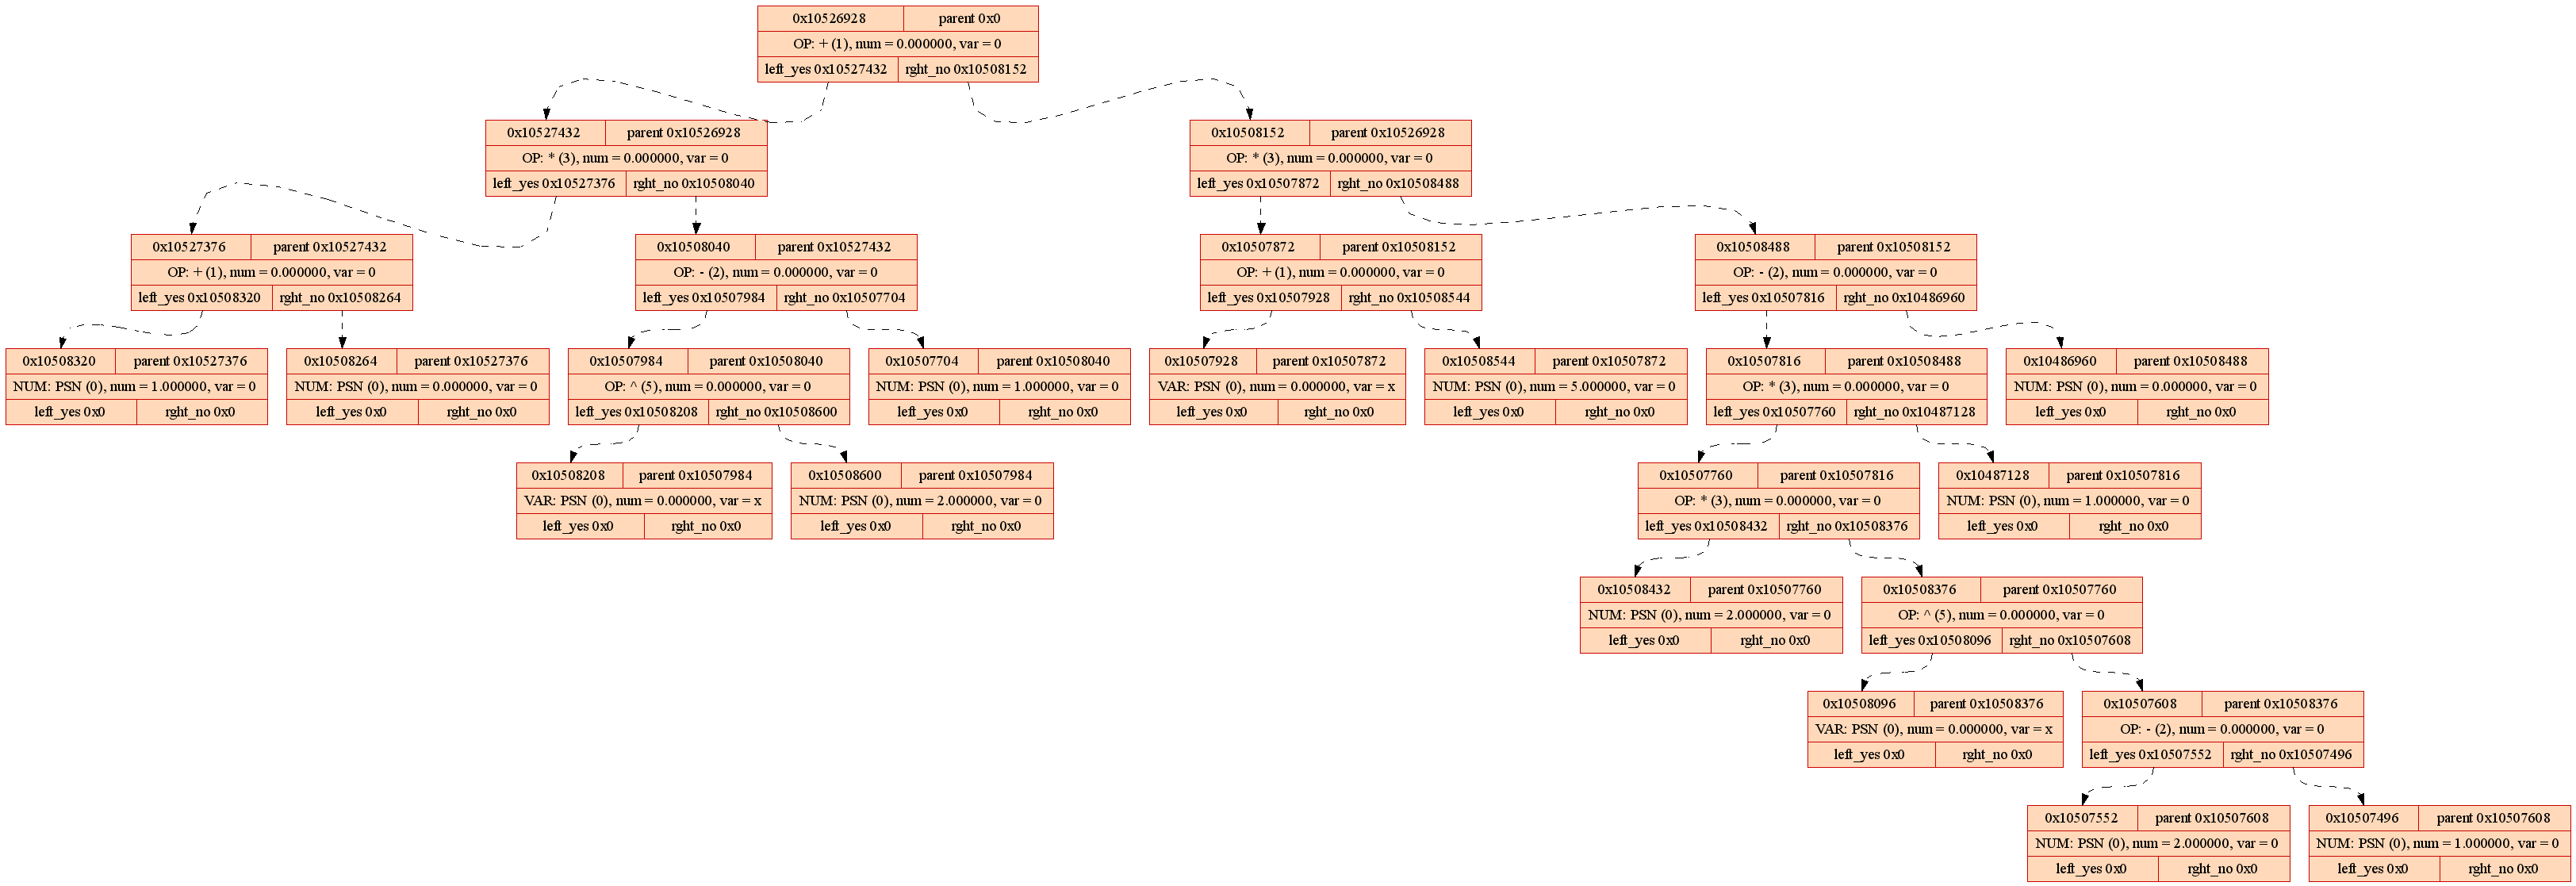 0x10526928 parent 0x0
OP: + (1), num = 0.000000, var = 0
left_yes 0x10527432 rght_no 0x10508152
0x10527432 parent 0x10526928
OP: * (3), num = 0.000000, var = 0
left_yes 0x10527376 rght_no 0x10508040
0x10508152 parent 0x10526928
OP: * (3), num = 0.000000, var = 0
left_yes 0x10507872 rght_no 0x10508488
0x10527376 parent 0x10527432
OP: + (1), num = 0.000000, var = 0
left_yes 0x10508320 rght_no 0x10508264
0x10508040 parent 0x10527432
OP: - (2), num = 0.000000, var = 0
left_yes 0x10507984 rght_no 0x10507704
0x10507872 parent 0x10508152
OP: + (1), num = 0.000000, var = 0
left_yes 0x10507928 rght_no 0x10508544
0x10508488 parent 0x10508152
OP: - (2), num = 0.000000, var = 0
left_yes 0x10507816 rght_no 0x10486960
0x10508320 parent 0x10527376
NUM: PSN (0), num = 1.000000, var = 0
left_yes 0x0 rght_no 0x0
0x10508264 parent 0x10527376
NUM: PSN (0), num = 0.000000, var = 0
left_yes 0x0 rght_no 0x0
0x10507984 parent 0x10508040
OP: ^ (5), num = 0.000000, var = 0
left_yes 0x10508208 rght_no 0x10508600
0x10507704 parent 0x10508040
NUM: PSN (0), num = 1.000000, var = 0
left_yes 0x0 rght_no 0x0
0x10507928 parent 0x10507872
VAR: PSN (0), num = 0.000000, var = x
left_yes 0x0 rght_no 0x0
0x10508544 parent 0x10507872
NUM: PSN (0), num = 5.000000, var = 0
left_yes 0x0 rght_no 0x0
0x10507816 parent 0x10508488
OP: * (3), num = 0.000000, var = 0
left_yes 0x10507760 rght_no 0x10487128
0x10486960 parent 0x10508488
NUM: PSN (0), num = 0.000000, var = 0
left_yes 0x0 rght_no 0x0
0x10508208 parent 0x10507984
VAR: PSN (0), num = 0.000000, var = x
left_yes 0x0 rght_no 0x0
0x10508600 parent 0x10507984
NUM: PSN (0), num = 2.000000, var = 0
left_yes 0x0 rght_no 0x0
0x10507760 parent 0x10507816
OP: * (3), num = 0.000000, var = 0
left_yes 0x10508432 rght_no 0x10508376
0x10487128 parent 0x10507816
NUM: PSN (0), num = 1.000000, var = 0
left_yes 0x0 rght_no 0x0
0x10508432 parent 0x10507760
NUM: PSN (0), num = 2.000000, var = 0
left_yes 0x0 rght_no 0x0
0x10508376 parent 0x10507760
OP: ^ (5), num = 0.000000, var = 0
left_yes 0x10508096 rght_no 0x10507608
0x10508096 parent 0x10508376
VAR: PSN (0), num = 0.000000, var = x
left_yes 0x0 rght_no 0x0
0x10507608 parent 0x10508376
OP: - (2), num = 0.000000, var = 0
left_yes 0x10507552 rght_no 0x10507496
0x10507552 parent 0x10507608
NUM: PSN (0), num = 2.000000, var = 0
left_yes 0x0 rght_no 0x0
0x10507496 parent 0x10507608
NUM: PSN (0), num = 1.000000, var = 0
left_yes 0x0 rght_no 0x0